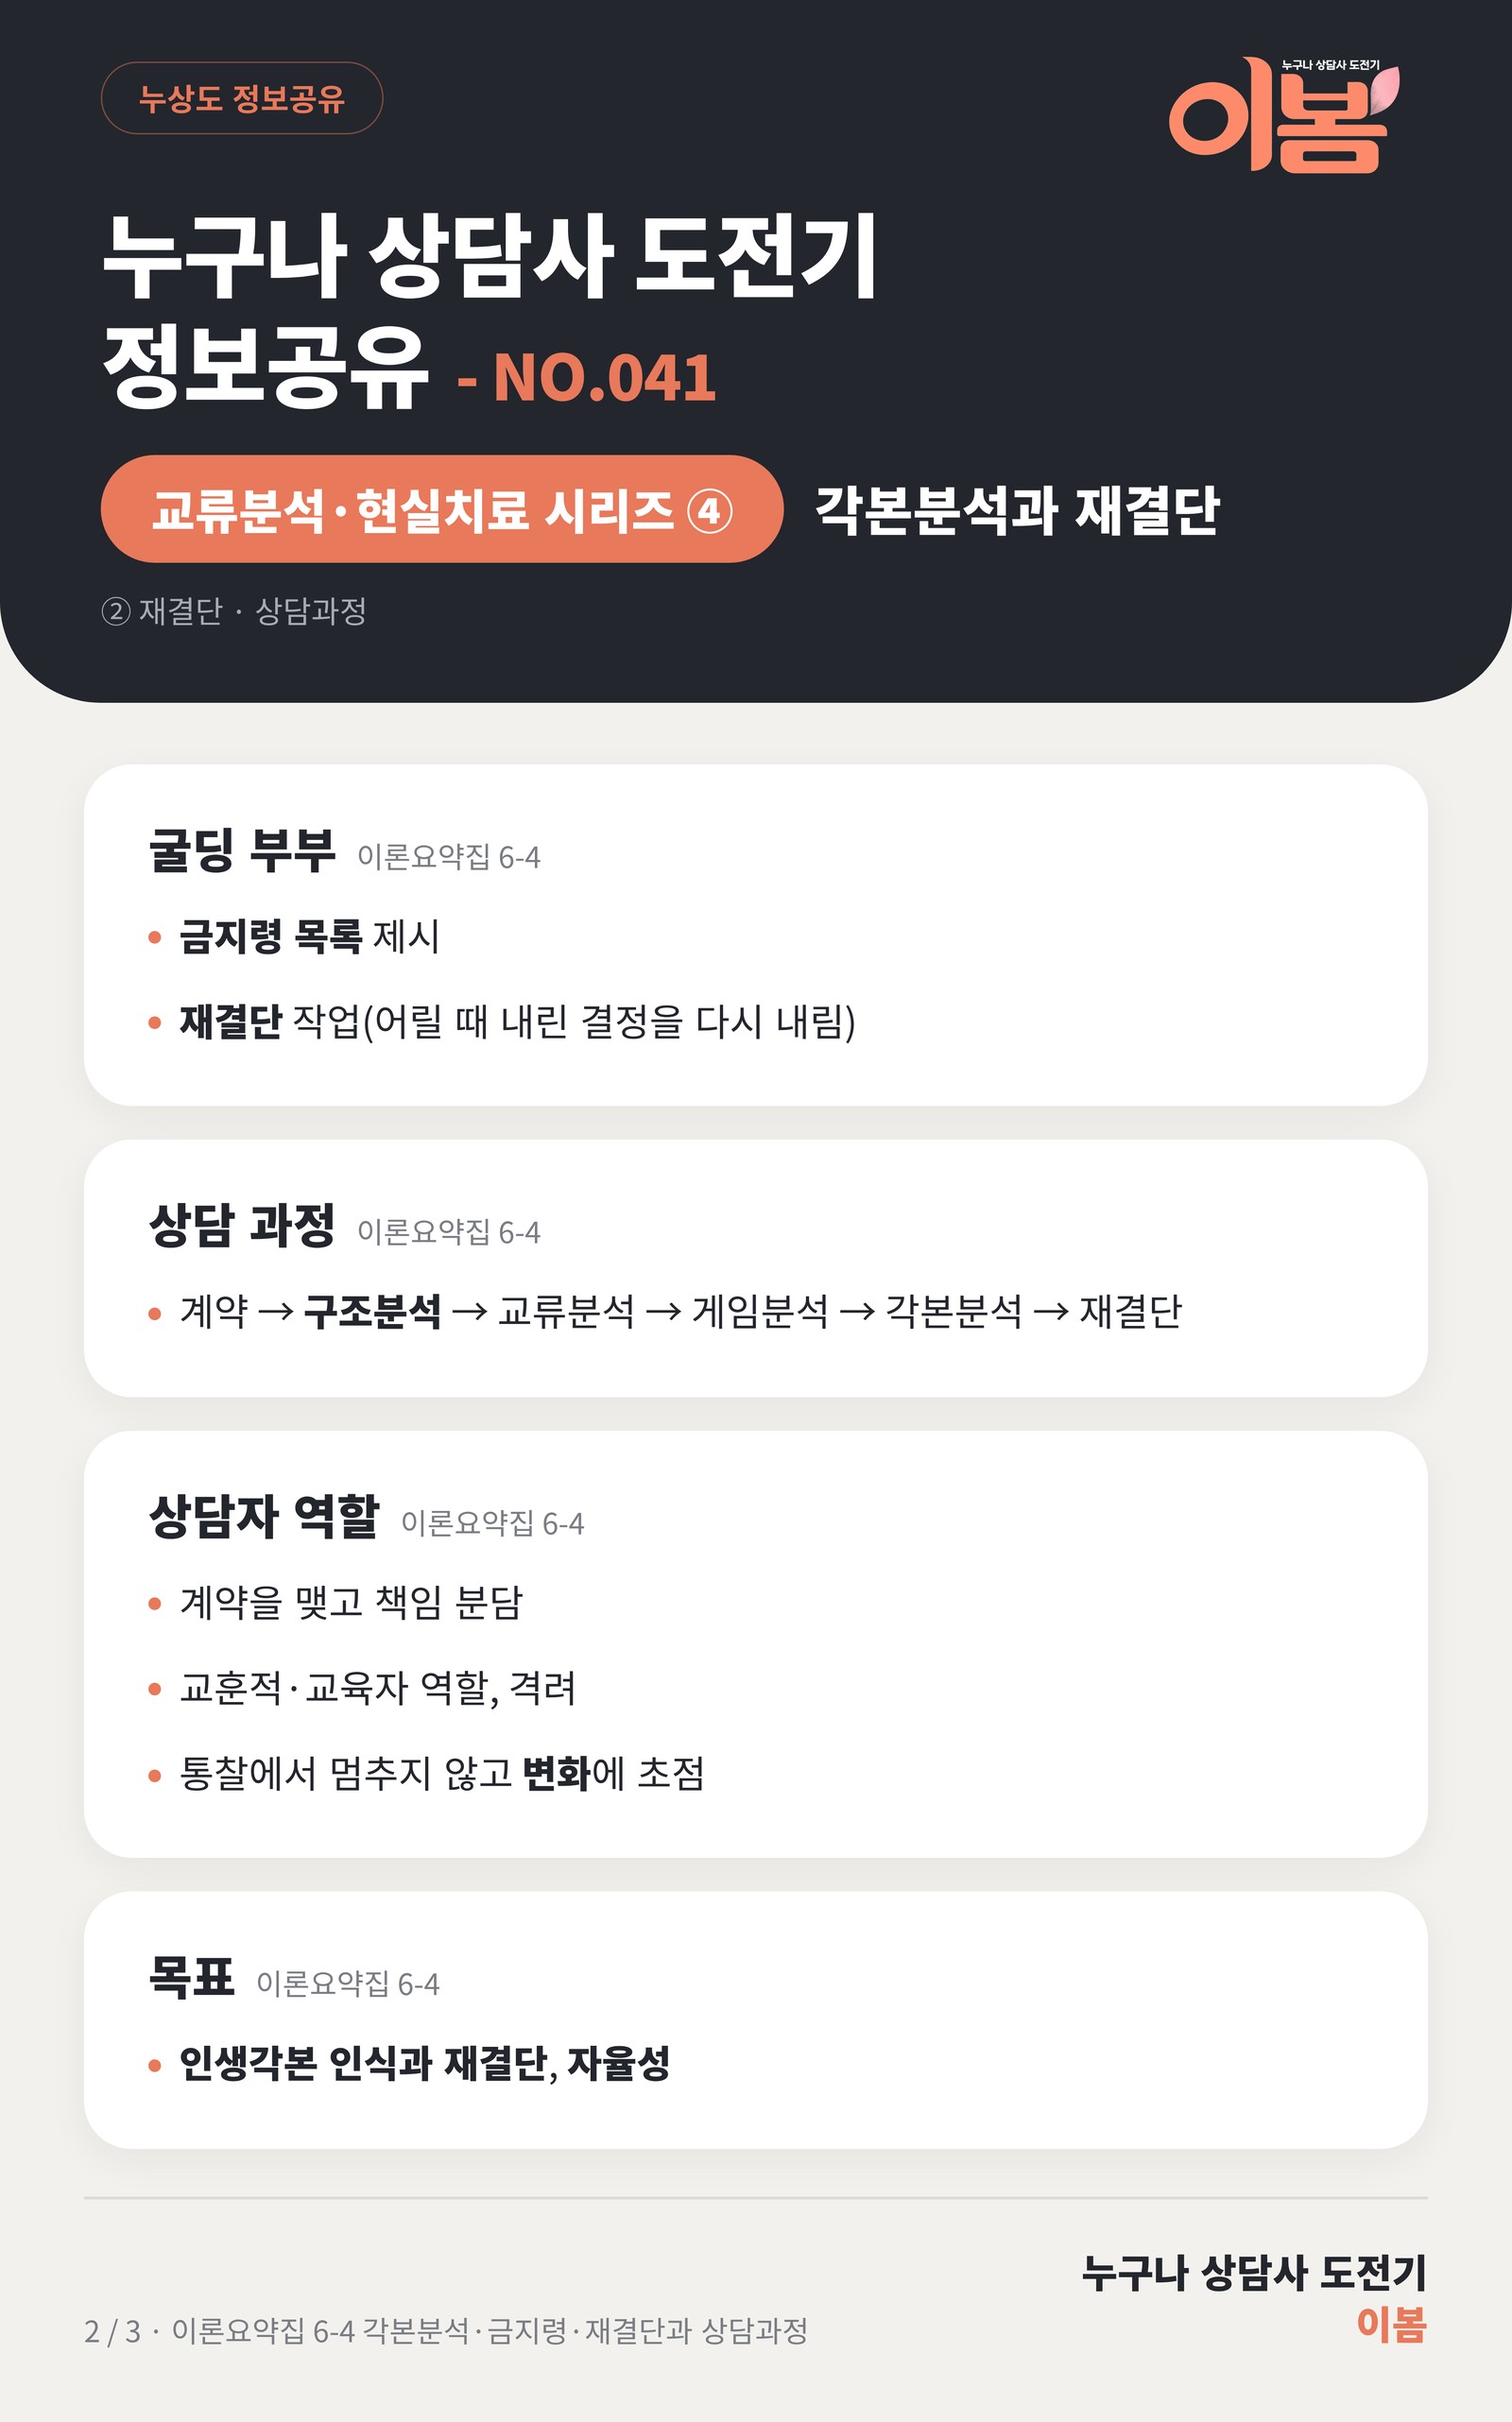 누상도 정보공유
누구나 상담사 도전기
이봄
누구나 상담사 도전기
정보공유 - NO.041
교류분석·현실치료 시리즈 ④ 각본분석과 재결단
② 재결단 · 상담과정
굴딩 부부 이론요약집 6-4
• 금지령 목록 제시
• 재결단 작업(어릴 때 내린 결정을 다시 내림)
상담 과정 이론요약집 6-4
• 계약 → 구조분석 → 교류분석 → 게임분석 → 각본분석 → 재결단
상담자 역할 이론요약집 6-4
• 계약을 맺고 책임 분담
• 교훈적·교육자 역할, 격려
• 통찰에서 멈추지 않고 변화에 초점
목표 이론요약집 6-4
• 인생각본 인식과 재결단, 자율성
누구나 상담사 도전기
2 / 3 · 이론요약집 6-4 각본분석·금지령·재결단과 상담과정
이봄